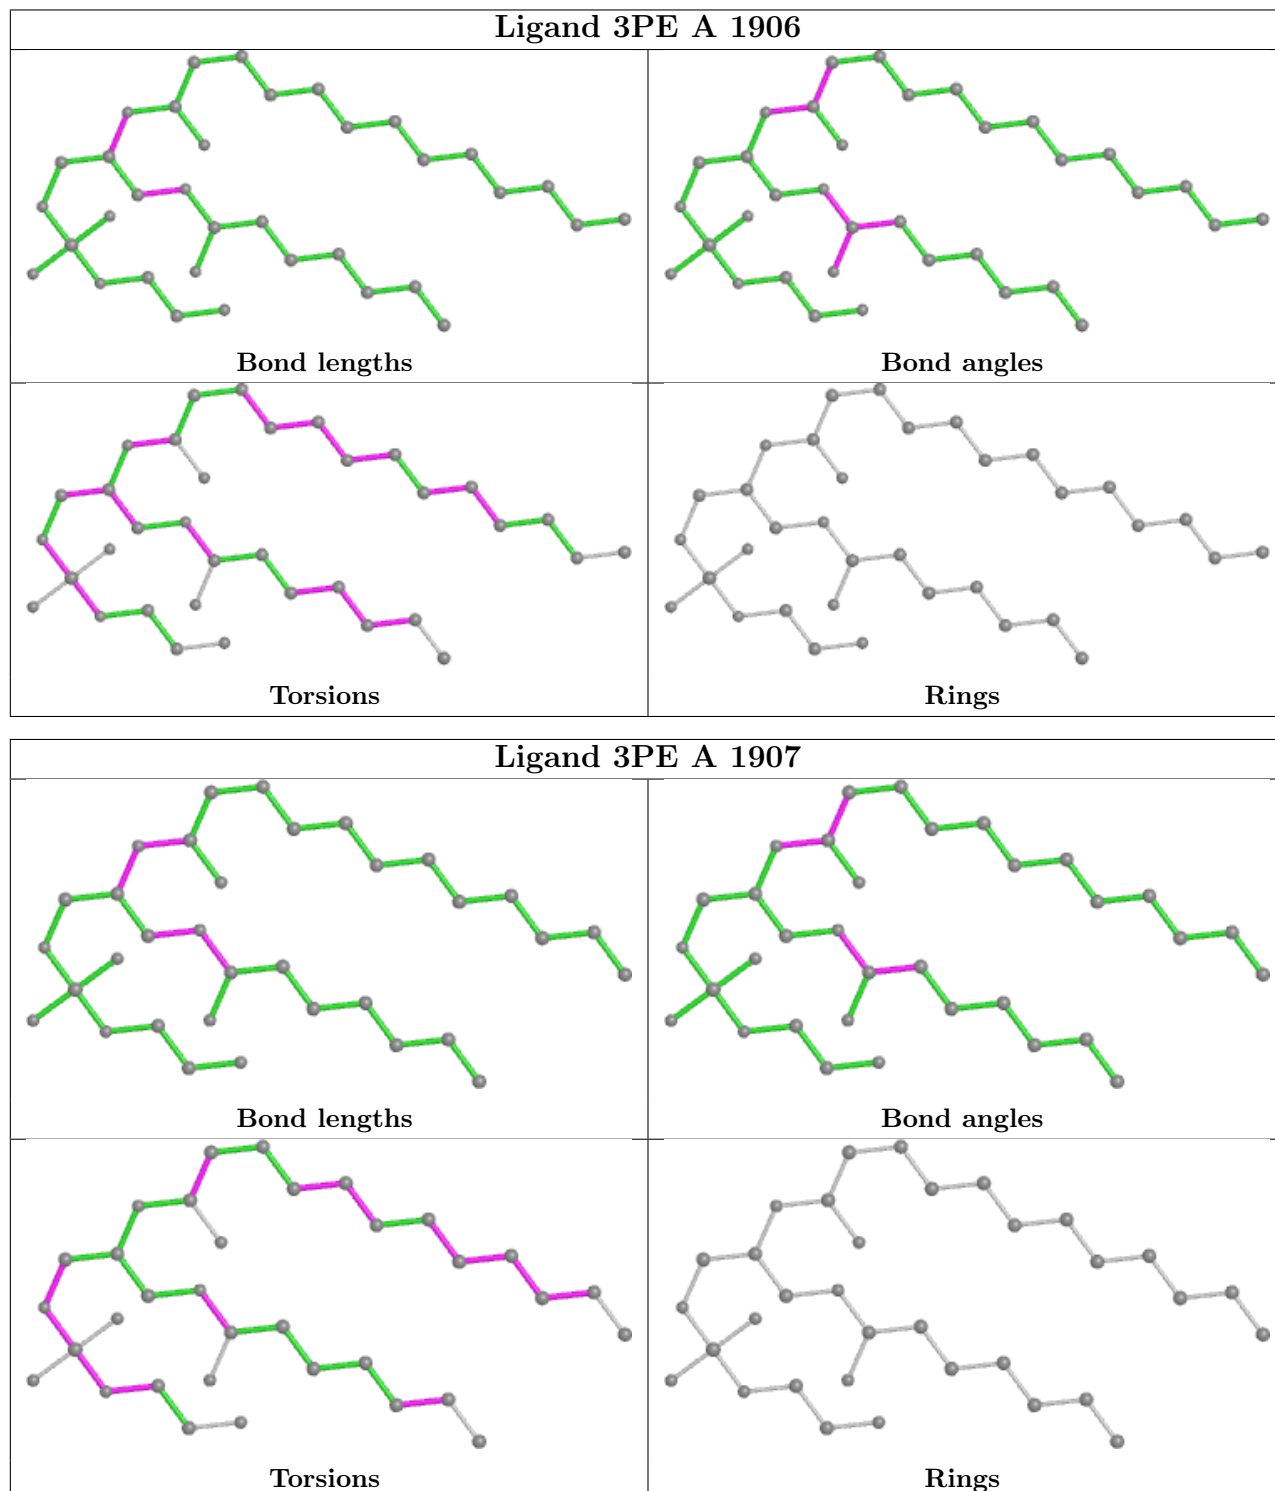 Ligand 3PE A 1906
Bond lengths
Bond angles
Torsions
Rings
Ligand 3PE A 1907
Bond lengths
Bond angles
Torsions
Rings